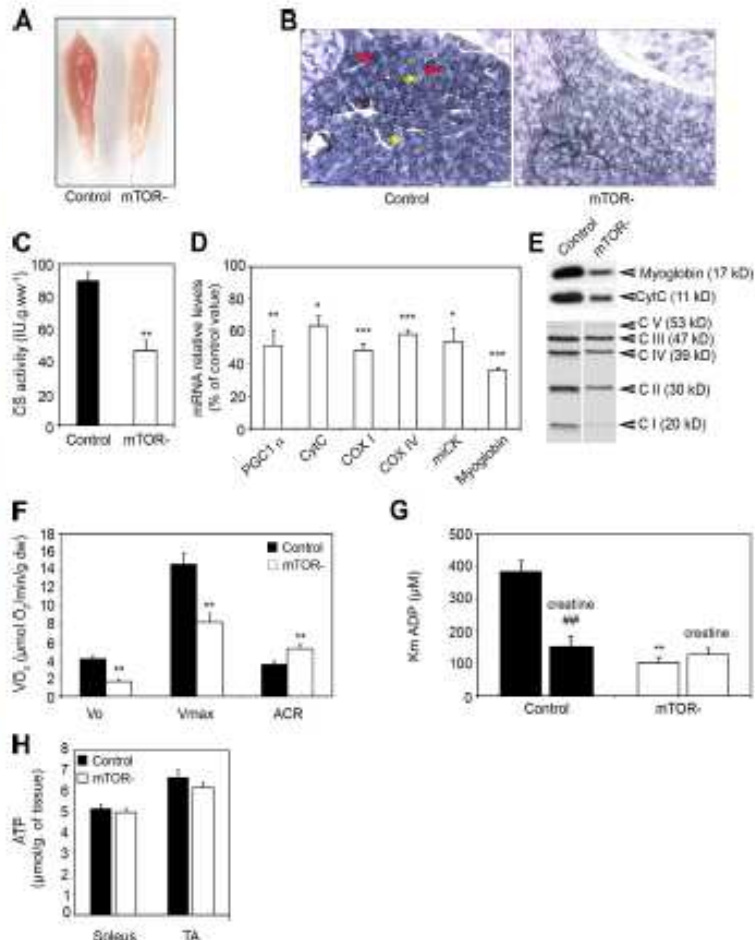 A
Control mTOR-
B
Control mTOR-
C
CS activity (IU.g.ww-1)
100
80
60
40
20
0
**
Control mTOR-
D
mRNA relative levels
(% of control value)
100
80
60
40
20
0
** * *** *** * ***
PGC1 α CytC COX I COX IV miCK Myoglobin
E
Control mTOR-
Myoglobin (17 kD)
CytC (11 kD)
C V (53 kD)
C III (47 kD)
C IV (39 kD)
C II (30 kD)
C I (20 kD)
F
VO2 (μmol O2/min/g dw)
18
16
14
12
10
8
6
4
2
0
Control
mTOR-
** ** **
Vo Vmax ACR
G
Km ADP (μM)
500
400
300
200
100
0
creatine
** creatine
Control mTOR-
H
ATP
(μmol/g. of tissue)
8
7
6
5
4
3
2
1
0
Control
mTOR-
Soleus TA